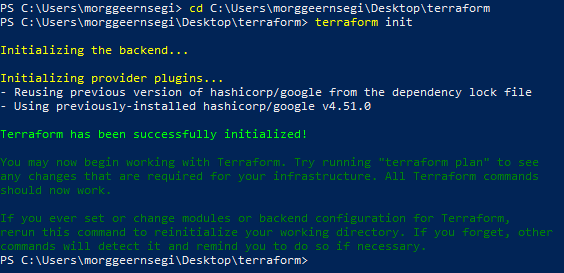 PS C:\Users\morggeernsegi> cd C:\Users\morggeernsegi\Desktop\terraform
PS C:\Users\morggeernsegi\Desktop\terraform> terraform init
Initializing the backend...
Initializing provider plugins...
- Reusing previous version of hashicorp/google from the dependency lock file
- Using previously-installed hashicorp/google v4.51.0
Terraform has been successfully initialized!
You may now begin working with Terraform. Try running "terraform plan" to see
any changes that are required for your infrastructure. All Terraform commands
should now work.
If you ever set or change modules or backend configuration for Terraform,
rerun this command to reinitialize your working directory. If you forget, other
commands will detect it and remind you to do so if necessary.
PS C:\Users\morggeernsegi\Desktop\terraform>